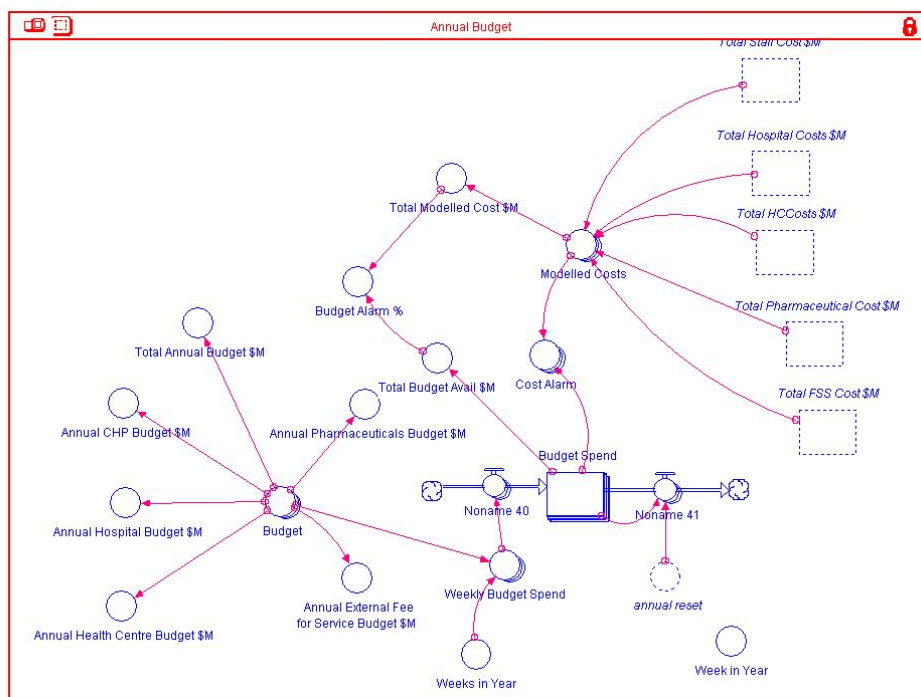 Annual Budget
Total Staff Cost $M
Total Hospital Costs $M
Total Modelled Cost $M
Total HCCosts $M
Modelled Costs
Budget Alarm %
Total Pharmaceutical Cost $M
Total Annual Budget $M
Total Budget Avail $M
Cost Alarm
Total FSS Cost $M
Annual CHP Budget $M
Annual Pharmaceuticals Budget $M
Budget Spend
Noname 40
Noname 41
Annual Hospital Budget $M
Budget
Weekly Budget Spend
annual reset
Annual External Fee
for Service Budget $M
Annual Health Centre Budget $M
Weeks in Year
Week in Year